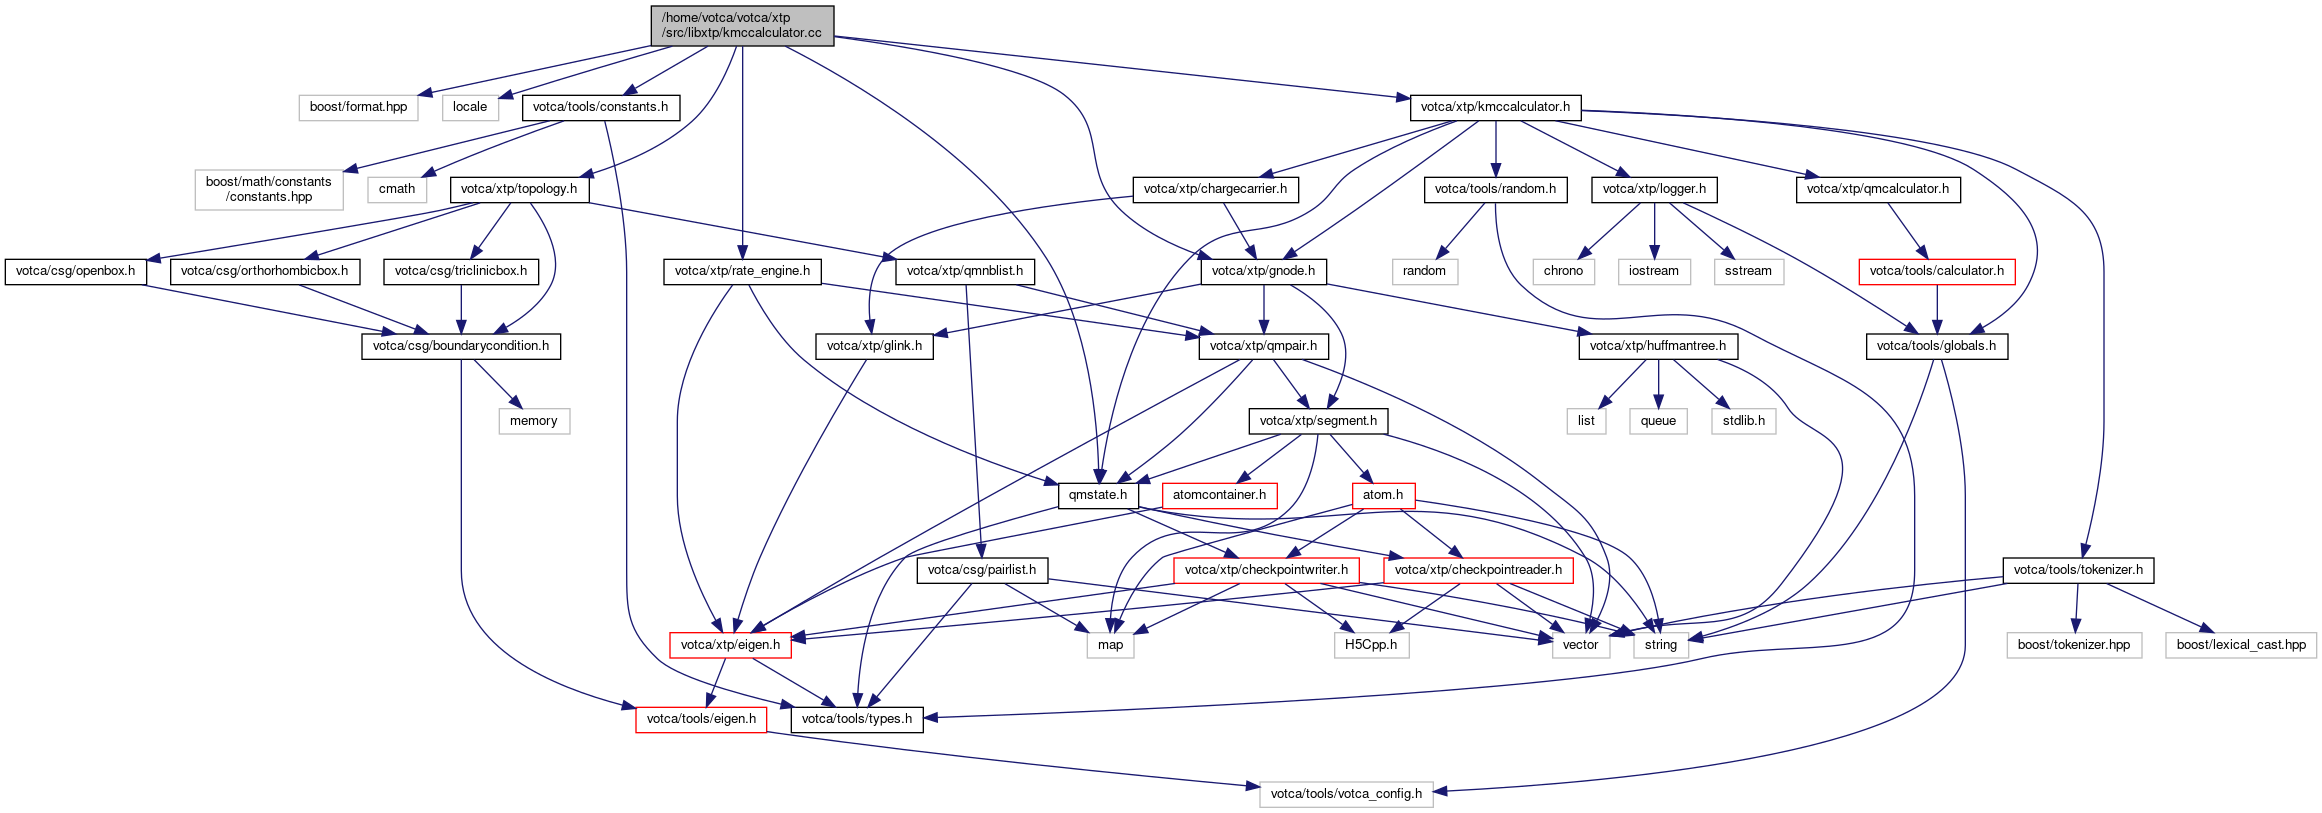 /home/votca/votca/xtp
/src/libxtp/kmccalculator.cc
boost/format.hpp
locale
votca/tools/constants.h
votca/xtp/kmccalculator.h
boost/math/constants
/constants.hpp
cmath
votca/xtp/topology.h
votca/xtp/chargecarrier.h
votca/tools/random.h
votca/xtp/logger.h
votca/xtp/qmcalculator.h
votca/csg/openbox.h
votca/csg/orthorhombicbox.h
votca/csg/triclinicbox.h
votca/xtp/rate_engine.h
votca/xtp/qmnblist.h
votca/xtp/gnode.h
random
chrono
iostream
sstream
votca/tools/calculator.h
votca/csg/boundarycondition.h
votca/xtp/glink.h
votca/xtp/qmpair.h
votca/xtp/huffmantree.h
votca/tools/globals.h
memory
votca/xtp/segment.h
list
queue
stdlib.h
qmstate.h
atomcontainer.h
atom.h
votca/csg/pairlist.h
votca/xtp/checkpointwriter.h
votca/xtp/checkpointreader.h
votca/tools/tokenizer.h
votca/xtp/eigen.h
map
H5Cpp.h
vector
string
boost/tokenizer.hpp
boost/lexical_cast.hpp
votca/tools/eigen.h
votca/tools/types.h
votca/tools/votca_config.h